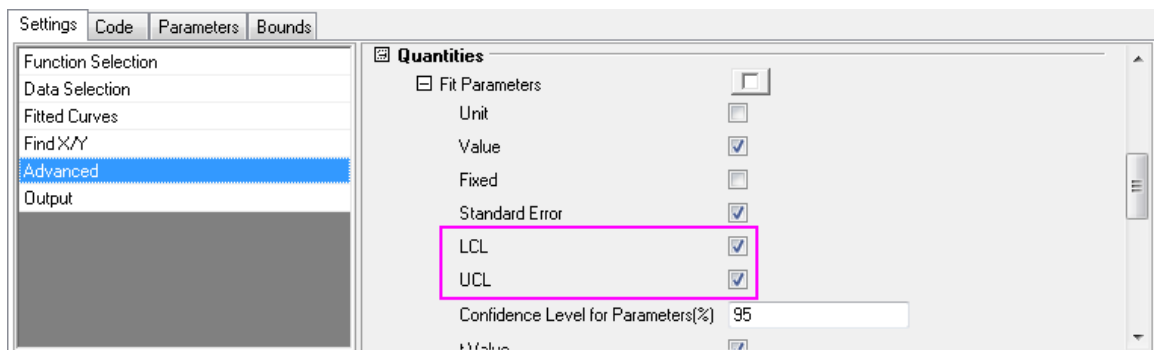 Settings Code Parameters Bounds
Function Selection
Data Selection
Fitted Curves
Find X/Y
Advanced
Output
Quantities
Fit Parameters
Unit
Value
Fixed
Standard Error
LCL
UCL
Confidence Level for Parameters(%) 95
t-Value